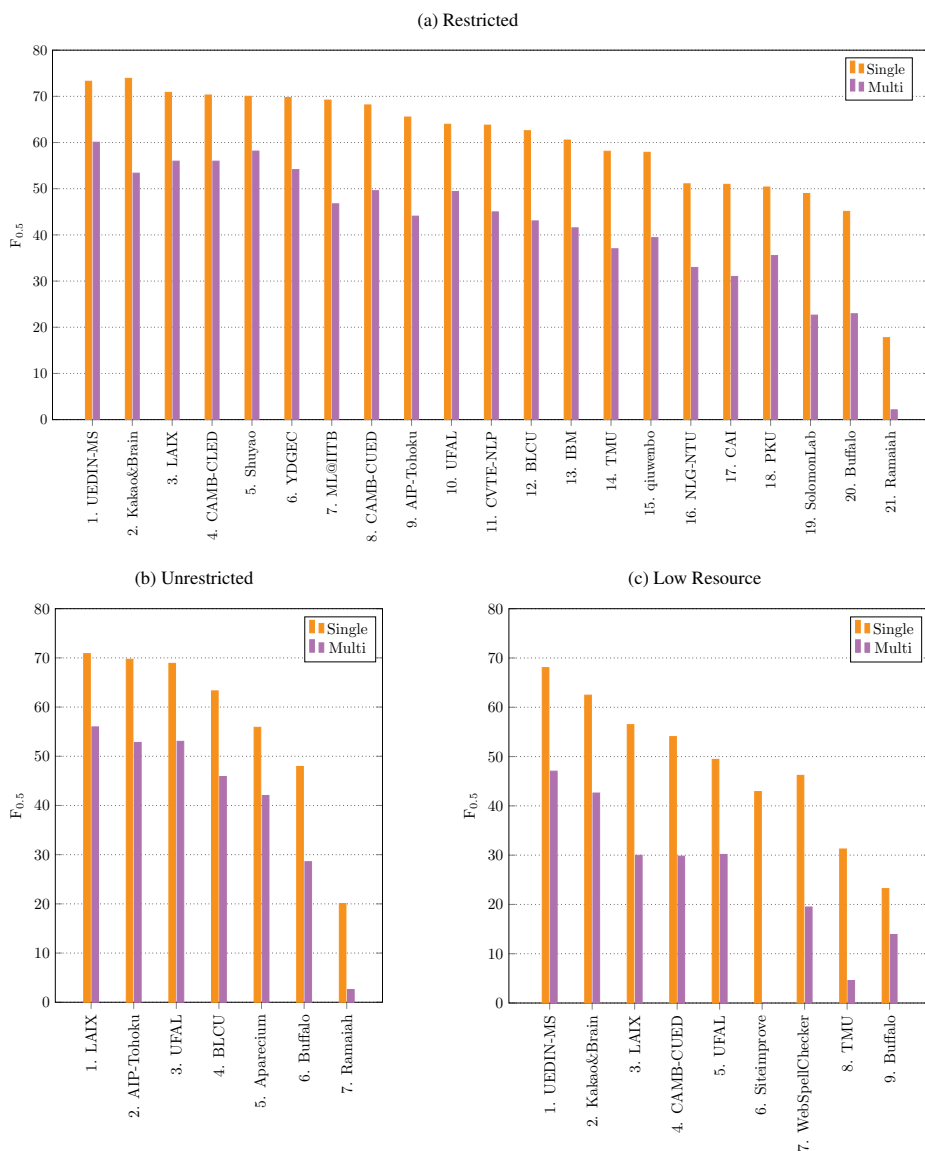 (a) Restricted
80
70
60
50
40
30
20
10
0
F0.5
Single
Multi
1. UEDIN-MS
2. Kakao&Brain
3. LAIX
4. CAMB-CLED
5. Shuyao
6. YDGEC
7. ML@IITB
8. CAMB-CUED
9. AIP-Tohoku
10. UFAL
11. CVTE-NLP
12. BLCU
13. IBM
14. TMU
15. qiuwenbo
16. NLG-NTU
17. CAI
18. PKU
19. SolomonLab
20. Buffalo
21. Ramaiah
(b) Unrestricted
80
70
60
50
40
30
20
10
0
F0.5
Single
Multi
1. LAIX
2. AIP-Tohoku
3. UFAL
4. BLCU
5. Aparecium
6. Buffalo
7. Ramaiah
(c) Low Resource
80
70
60
50
40
30
20
10
0
F0.5
Single
Multi
1. UEDIN-MS
2. Kakao&Brain
3. LAIX
4. CAMB-CUED
5. UFAL
6. Siteimprove
7. WebSpellChecker
8. TMU
9. Buffalo